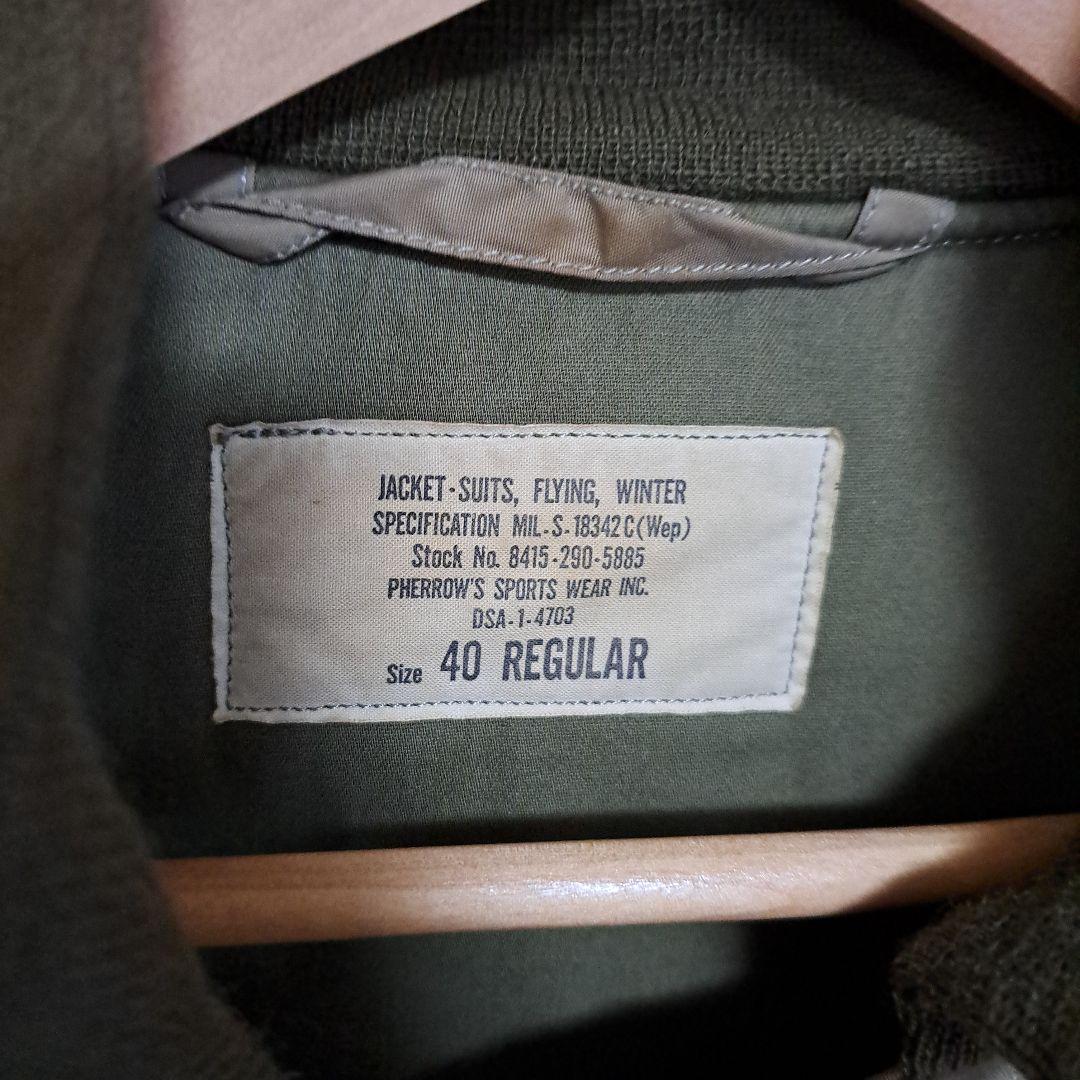 JACKET-SUITS, FLYING, WINTER
SPECIFICATION MIL-S-18342C(Wep)
Stock No. 8415-290-5885
PHERROW'S SPORTS WEAR INC.
DSA-1-4703
Size 40 REGULAR